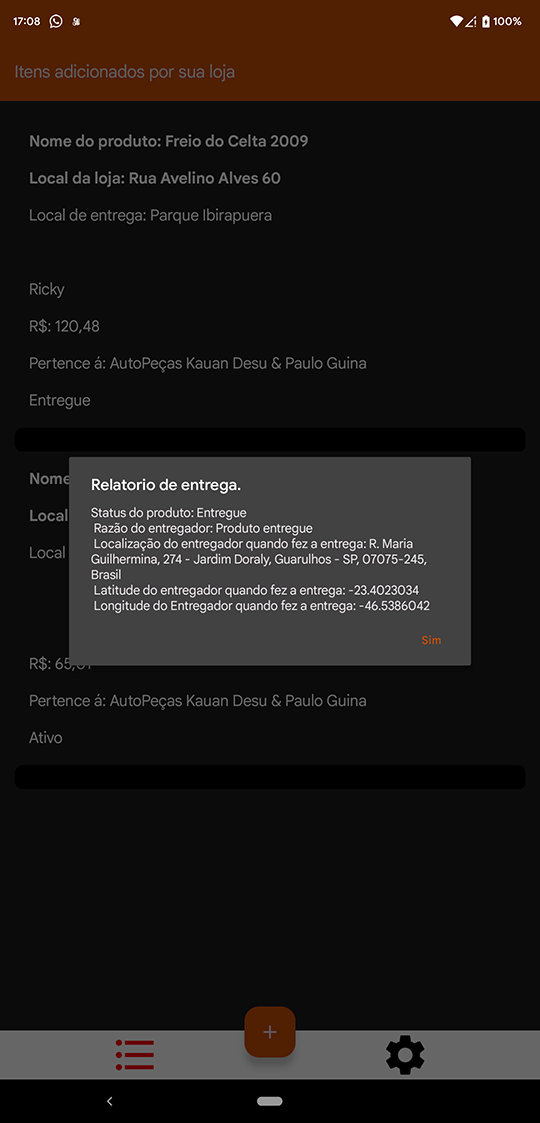 17:08
100%
Itens adicionados por sua loja
Nome do produto: Freio do Celta 2009
Local da loja: Rua Avelino Alves 60
Local de entrega: Parque Ibirapuera
Ricky
R$: 120,48
Pertence á: AutoPeças Kauan Desu & Paulo Guina
Entregue
Nome
Local
Local
Relatorio de entrega.
Status do produto: Entregue
Razão do entregador: Produto entregue
Localização do entregador quando fez a entrega: R. Maria
Guilhermina, 274 - Jardim Doraly, Guarulhos - SP, 07075-245,
Brasil
Latitude do entregador quando fez a entrega: -23.4023034
Longitude do Entregador quando fez a entrega: -46.5386042
Sim
R$: 65,61
Pertence á: AutoPeças Kauan Desu & Paulo Guina
Ativo